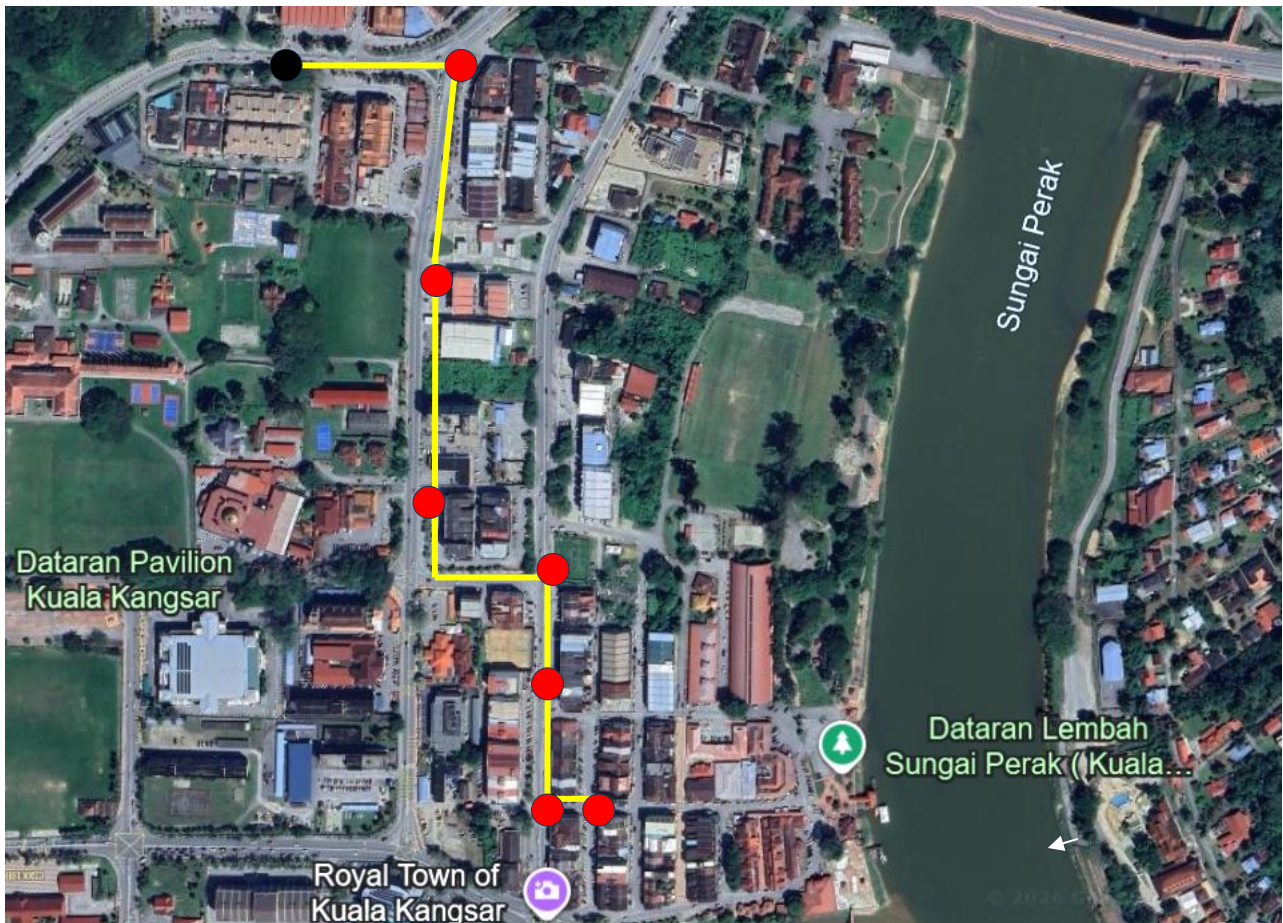 Sungai Perak
Dataran Pavilion
Kuala Kangsar
Dataran Lembah
Sungai Perak ( Kuala...
Royal Town of
Kuala Kangsar